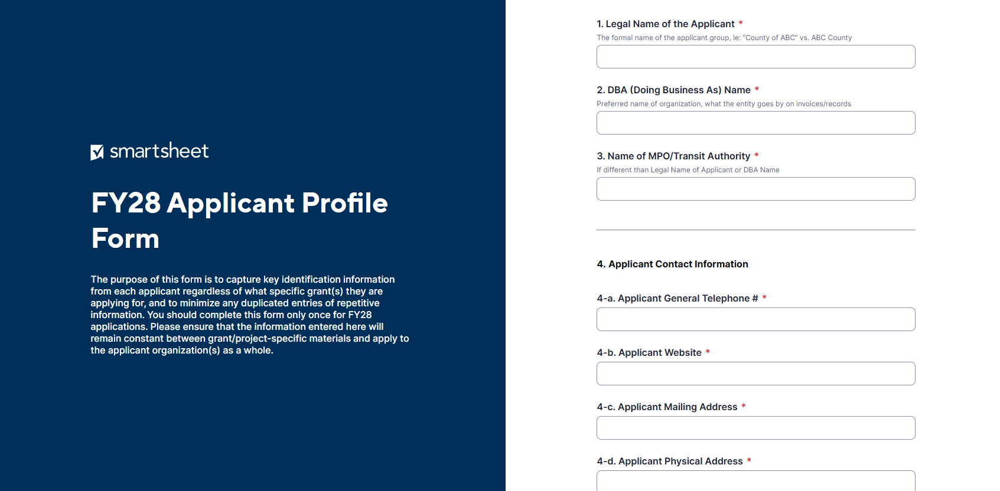 smartsheet
FY28 Applicant Profile
Form
The purpose of this form is to capture key identification information
from each applicant regardless of what specific grant(s) they are
applying for, and to minimize any duplicated entries of repetitive
information. You should complete this form only once for FY28
applications. Please ensure that the information entered here will
remain constant between grant/project-specific materials and apply to
the applicant organization(s) as a whole.
1. Legal Name of the Applicant *
The formal name of the applicant group, ie: “County of ABC” vs. ABC County
2. DBA (Doing Business As) Name *
Preferred name of organization, what the entity goes by on invoices/records
3. Name of MPO/Transit Authority *
If different than Legal Name of Applicant or DBA Name
4. Applicant Contact Information
4-a. Applicant General Telephone # *
4-b. Applicant Website *
4-c. Applicant Mailing Address *
4-d. Applicant Physical Address *